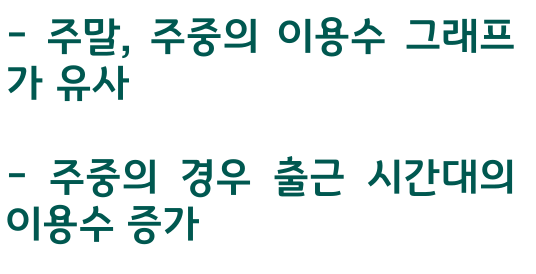 - 주말, 주중의 이용수 그래프
가 유사
- 주중의 경우 출근 시간대의
이용수 증가